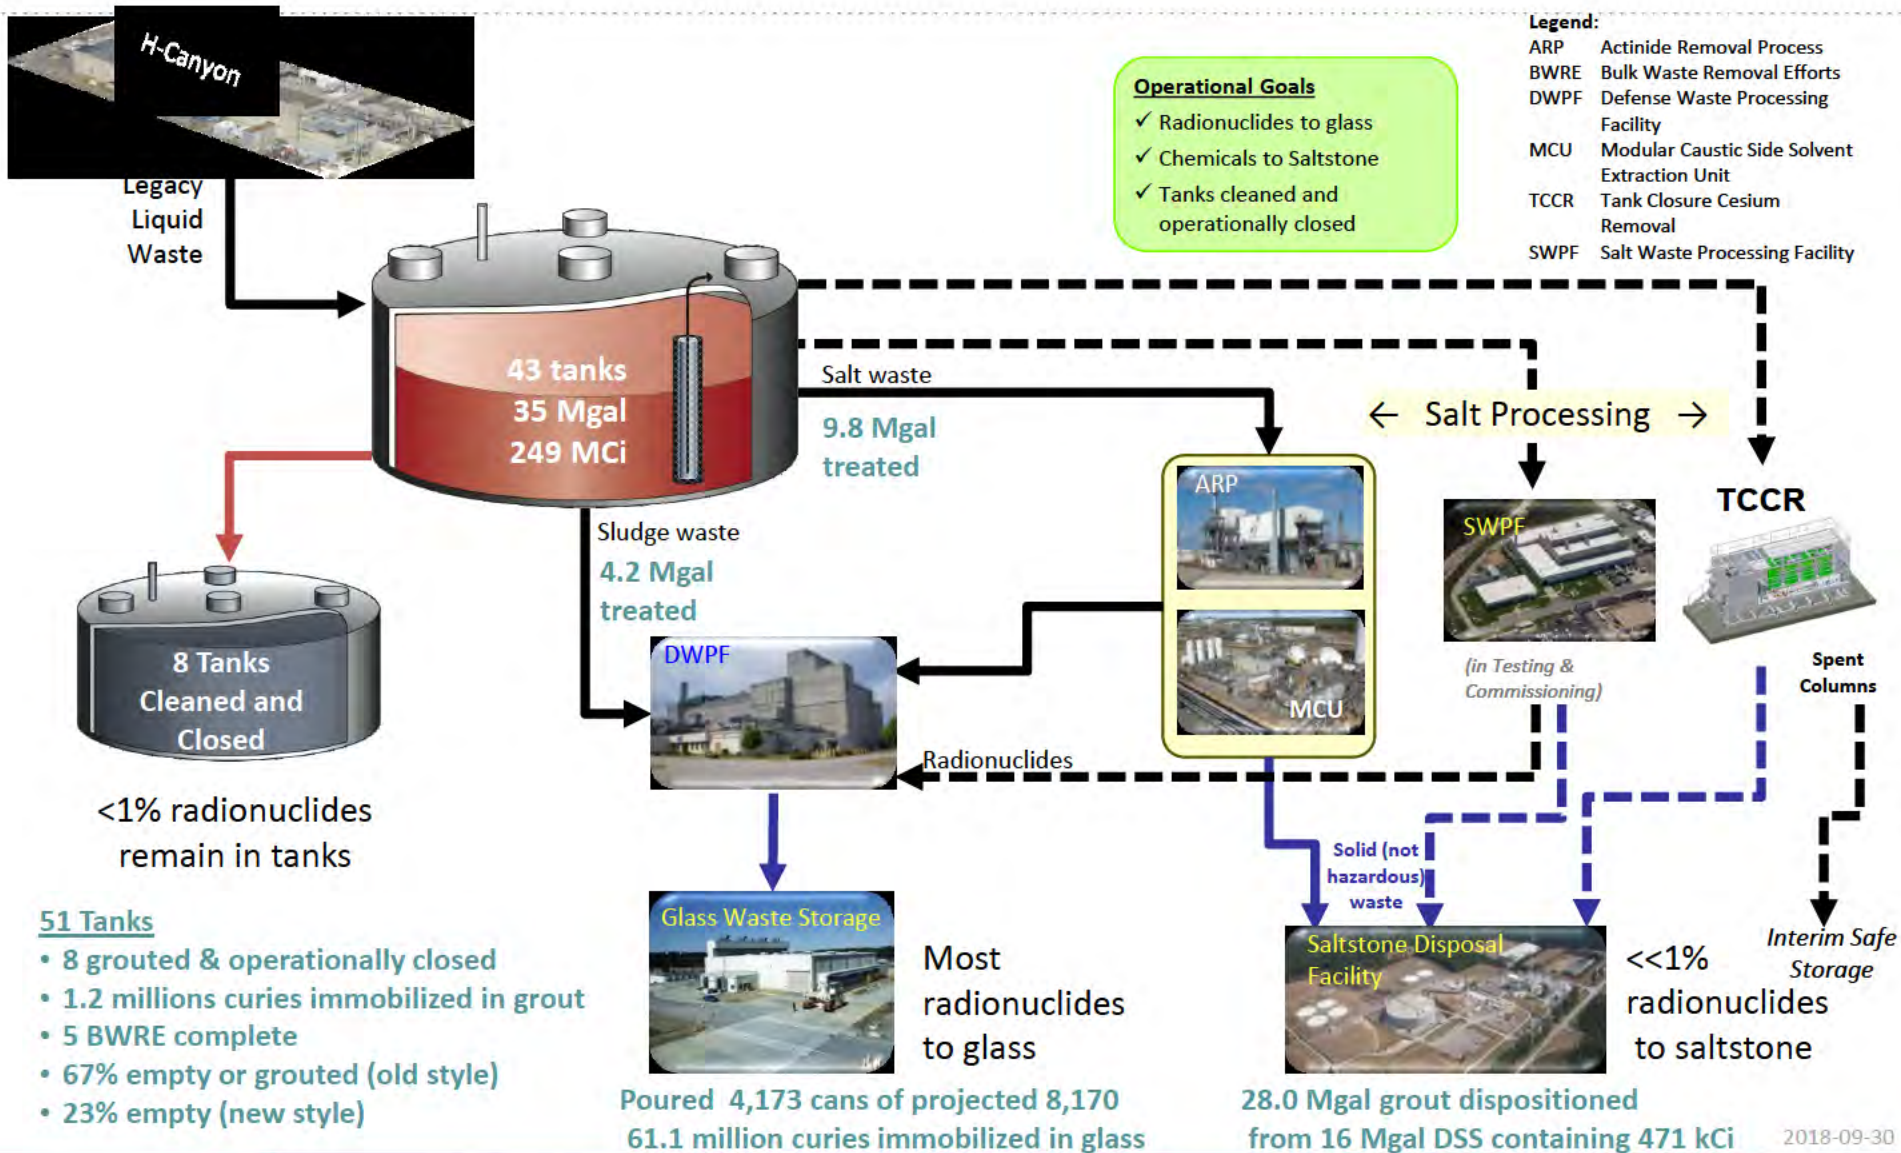 H-Canyon
Legacy
Liquid
Waste
Operational Goals
✓ Radionuclides to glass
✓ Chemicals to Saltstone
✓ Tanks cleaned and
operationally closed
Legend:
ARP Actinide Removal Process
BWRE Bulk Waste Removal Efforts
DWPF Defense Waste Processing
Facility
MCU Modular Caustic Side Solvent
Extraction Unit
TCCR Tank Closure Cesium
Removal
SWPF Salt Waste Processing Facility
43 tanks
35 Mgal
249 MCi
Salt waste
9.8 Mgal
treated
← Salt Processing →
Sludge waste
4.2 Mgal
treated
ARP
MCU
SWPF
(in Testing &
Commissioning)
TCCR
Spent
Columns
8 Tanks
Cleaned and
Closed
DWPF
Radionuclides
<1% radionuclides
remain in tanks
Solid (not
hazardous)
waste
51 Tanks
• 8 grouted & operationally closed
• 1.2 millions curies immobilized in grout
• 5 BWRE complete
• 67% empty or grouted (old style)
• 23% empty (new style)
Glass Waste Storage
Most
radionuclides
to glass
Poured 4,173 cans of projected 8,170
61.1 million curies immobilized in glass
Saltstone Disposal
Facility
<<1%
radionuclides
to saltstone
Interim Safe
Storage
28.0 Mgal grout dispositioned
from 16 Mgal DSS containing 471 kCi
2018-09-30